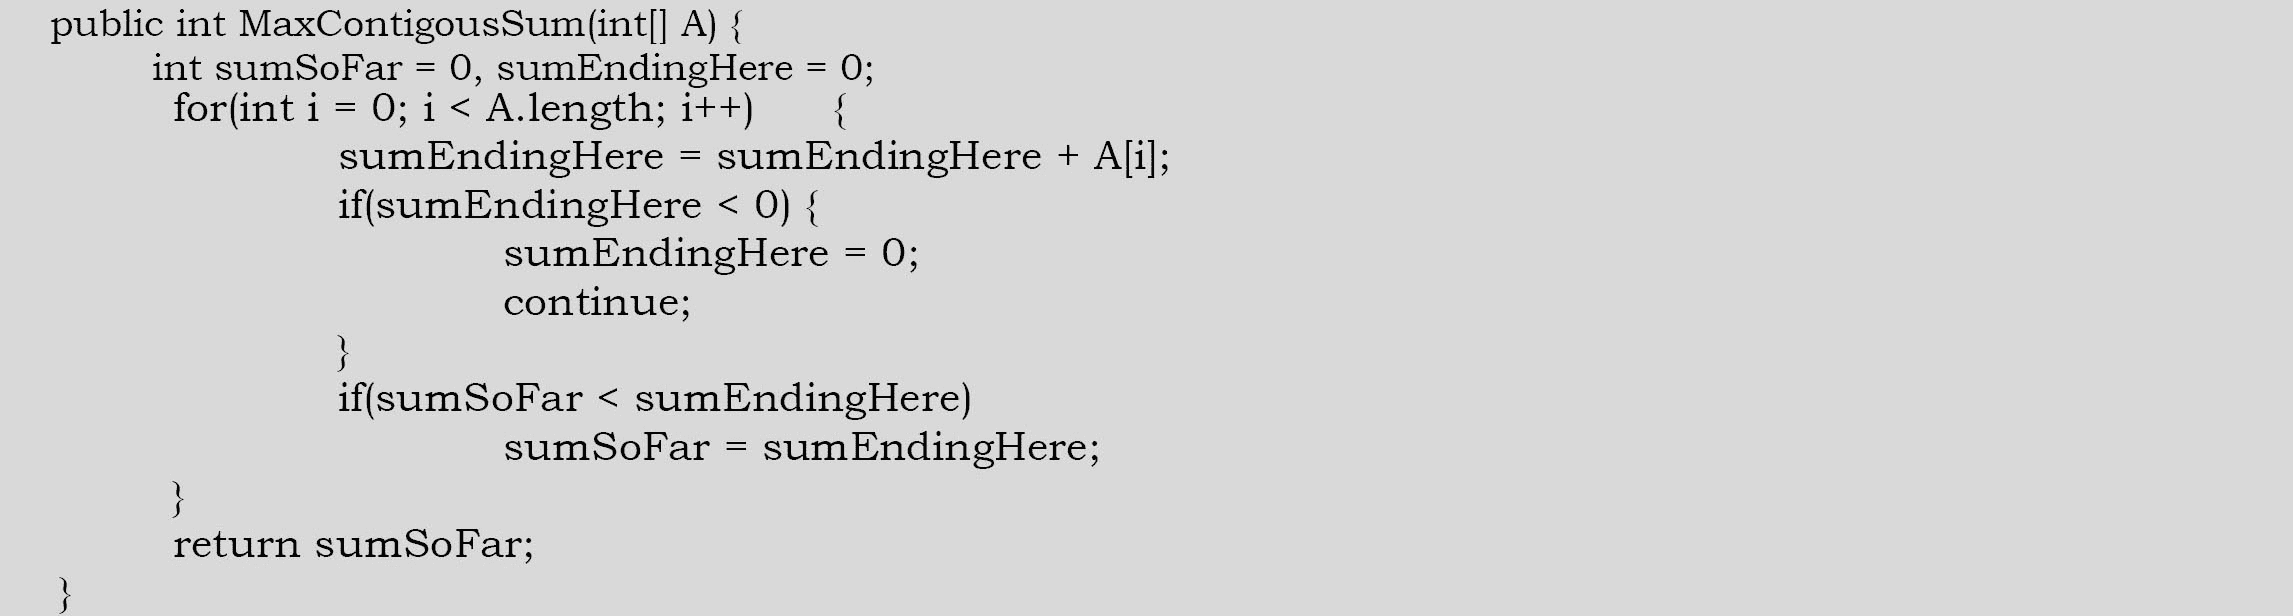 public int MaxContigousSum(int[] A) {
int sumSoFar = 0, sumEndingHere = 0;
for(int i = 0; i < A.length; i++) {
sumEndingHere = sumEndingHere + A[i];
if(sumEndingHere < 0) {
sumEndingHere = 0;
continue;
}
if(sumSoFar < sumEndingHere)
sumSoFar = sumEndingHere;
}
return sumSoFar;
}